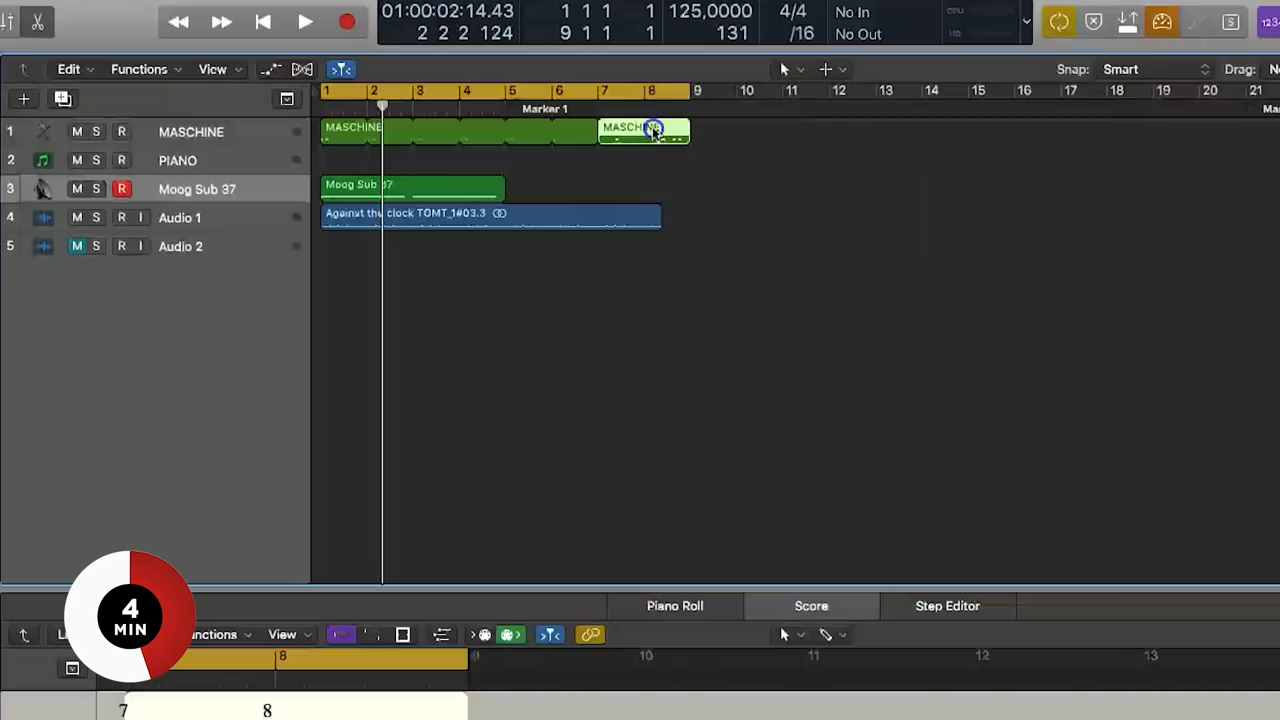 01:00:02:14.43 1 1 1 1 125,0000 4/4 No In CPU
2 2 2 124 9 1 1 1 131 /16 No Out HD
Edit Functions View Snap: Smart Drag:
1 2 3 4 5 6 7 8 9 10 11 12 13 14 15 16 17 18 19 20 21
Marker 1
1 M S R MASCHINE MASCHINE
2 M S R PIANO
3 M S R Moog Sub 37 Moog Sub 37
4 M S R I Audio 1 Against the clock TOMT_1#03.3
5 M S R I Audio 2
Piano Roll Score Step Editor
View
8 10 11 12 13
7 8
4
MIN